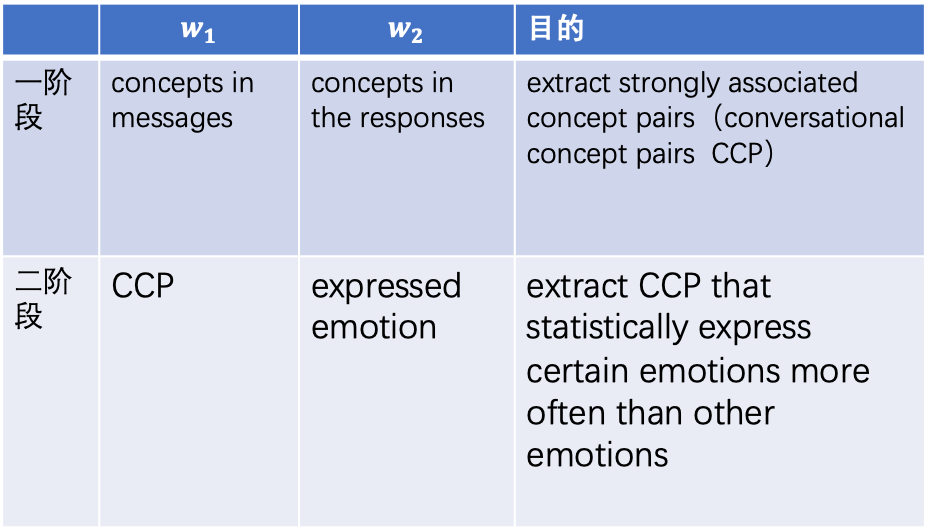 w₁ w₂ 目的
一阶 concepts in concepts in extract strongly associated
段 messages the responses concept pairs（conversational
concept pairs CCP）
二阶 CCP expressed extract CCP that
段 emotion statistically express
certain emotions more
often than other
emotions